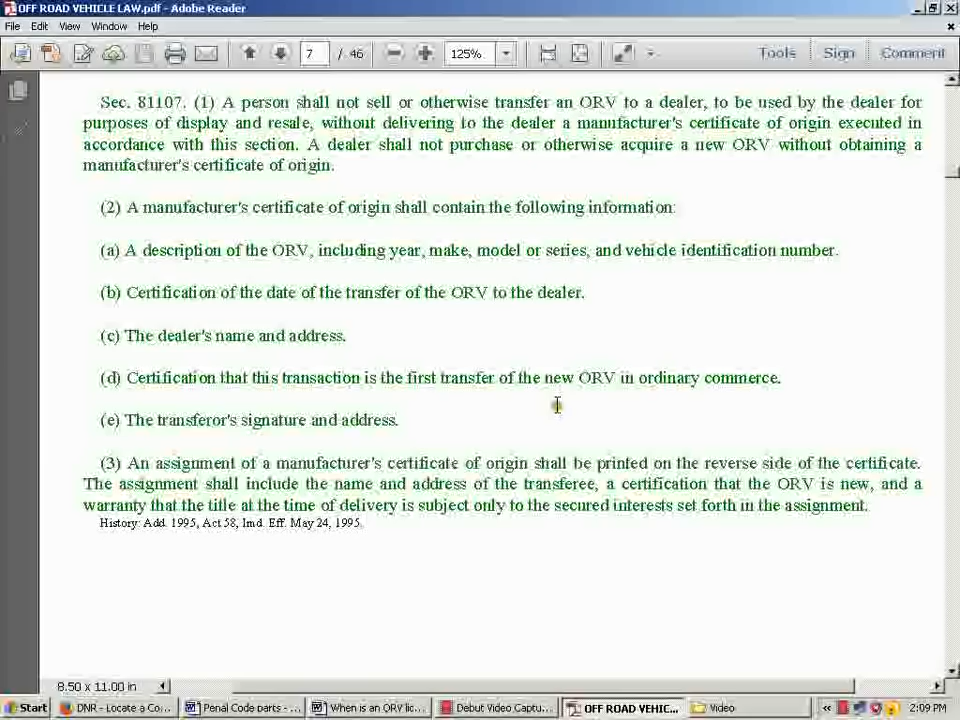 OFF ROAD VEHICLE LAW.pdf - Adobe Reader
File Edit View Window Help
7 / 46 125% Tools Sign Comment
Sec. 81107. (1) A person shall not sell or otherwise transfer an ORV to a dealer, to be used by the dealer for
purposes of display and resale, without delivering to the dealer a manufacturer's certificate of origin executed in
accordance with this section. A dealer shall not purchase or otherwise acquire a new ORV without obtaining a
manufacturer's certificate of origin.
(2) A manufacturer's certificate of origin shall contain the following information:
(a) A description of the ORV, including year, make, model or series, and vehicle identification number.
(b) Certification of the date of the transfer of the ORV to the dealer.
(c) The dealer's name and address.
(d) Certification that this transaction is the first transfer of the new ORV in ordinary commerce.
(e) The transferor's signature and address.
(3) An assignment of a manufacturer's certificate of origin shall be printed on the reverse side of the certificate.
The assignment shall include the name and address of the transferee, a certification that the ORV is new, and a
warranty that the title at the time of delivery is subject only to the secured interests set forth in the assignment.
History: Add. 1995, Act 58, Imd. Eff. May 24, 1995.
8.50 x 11.00 in
Start DNR - Locate a Co... Penal Code parts - ... When is an ORV lic... Debut Video Captu... OFF ROAD VEHIC... Video « 2:09 PM